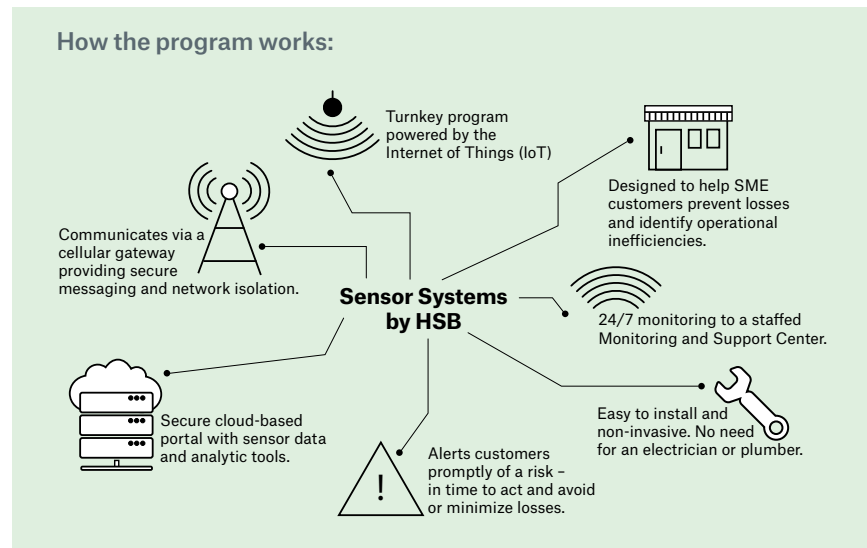 How the program works:
Turnkey program
powered by the
Internet of Things (IoT)
Designed to help SME
customers prevent losses
and identify operational
inefficiencies.
Communicates via a
cellular gateway
providing secure
messaging and network isolation.
Sensor Systems
by HSB
24/7 monitoring to a staffed
Monitoring and Support Center.
Secure cloud-based
portal with sensor data
and analytic tools.
!
Alerts customers
promptly of a risk –
in time to act and avoid
or minimize losses.
Easy to install and
non-invasive. No need
for an electrician or plumber.